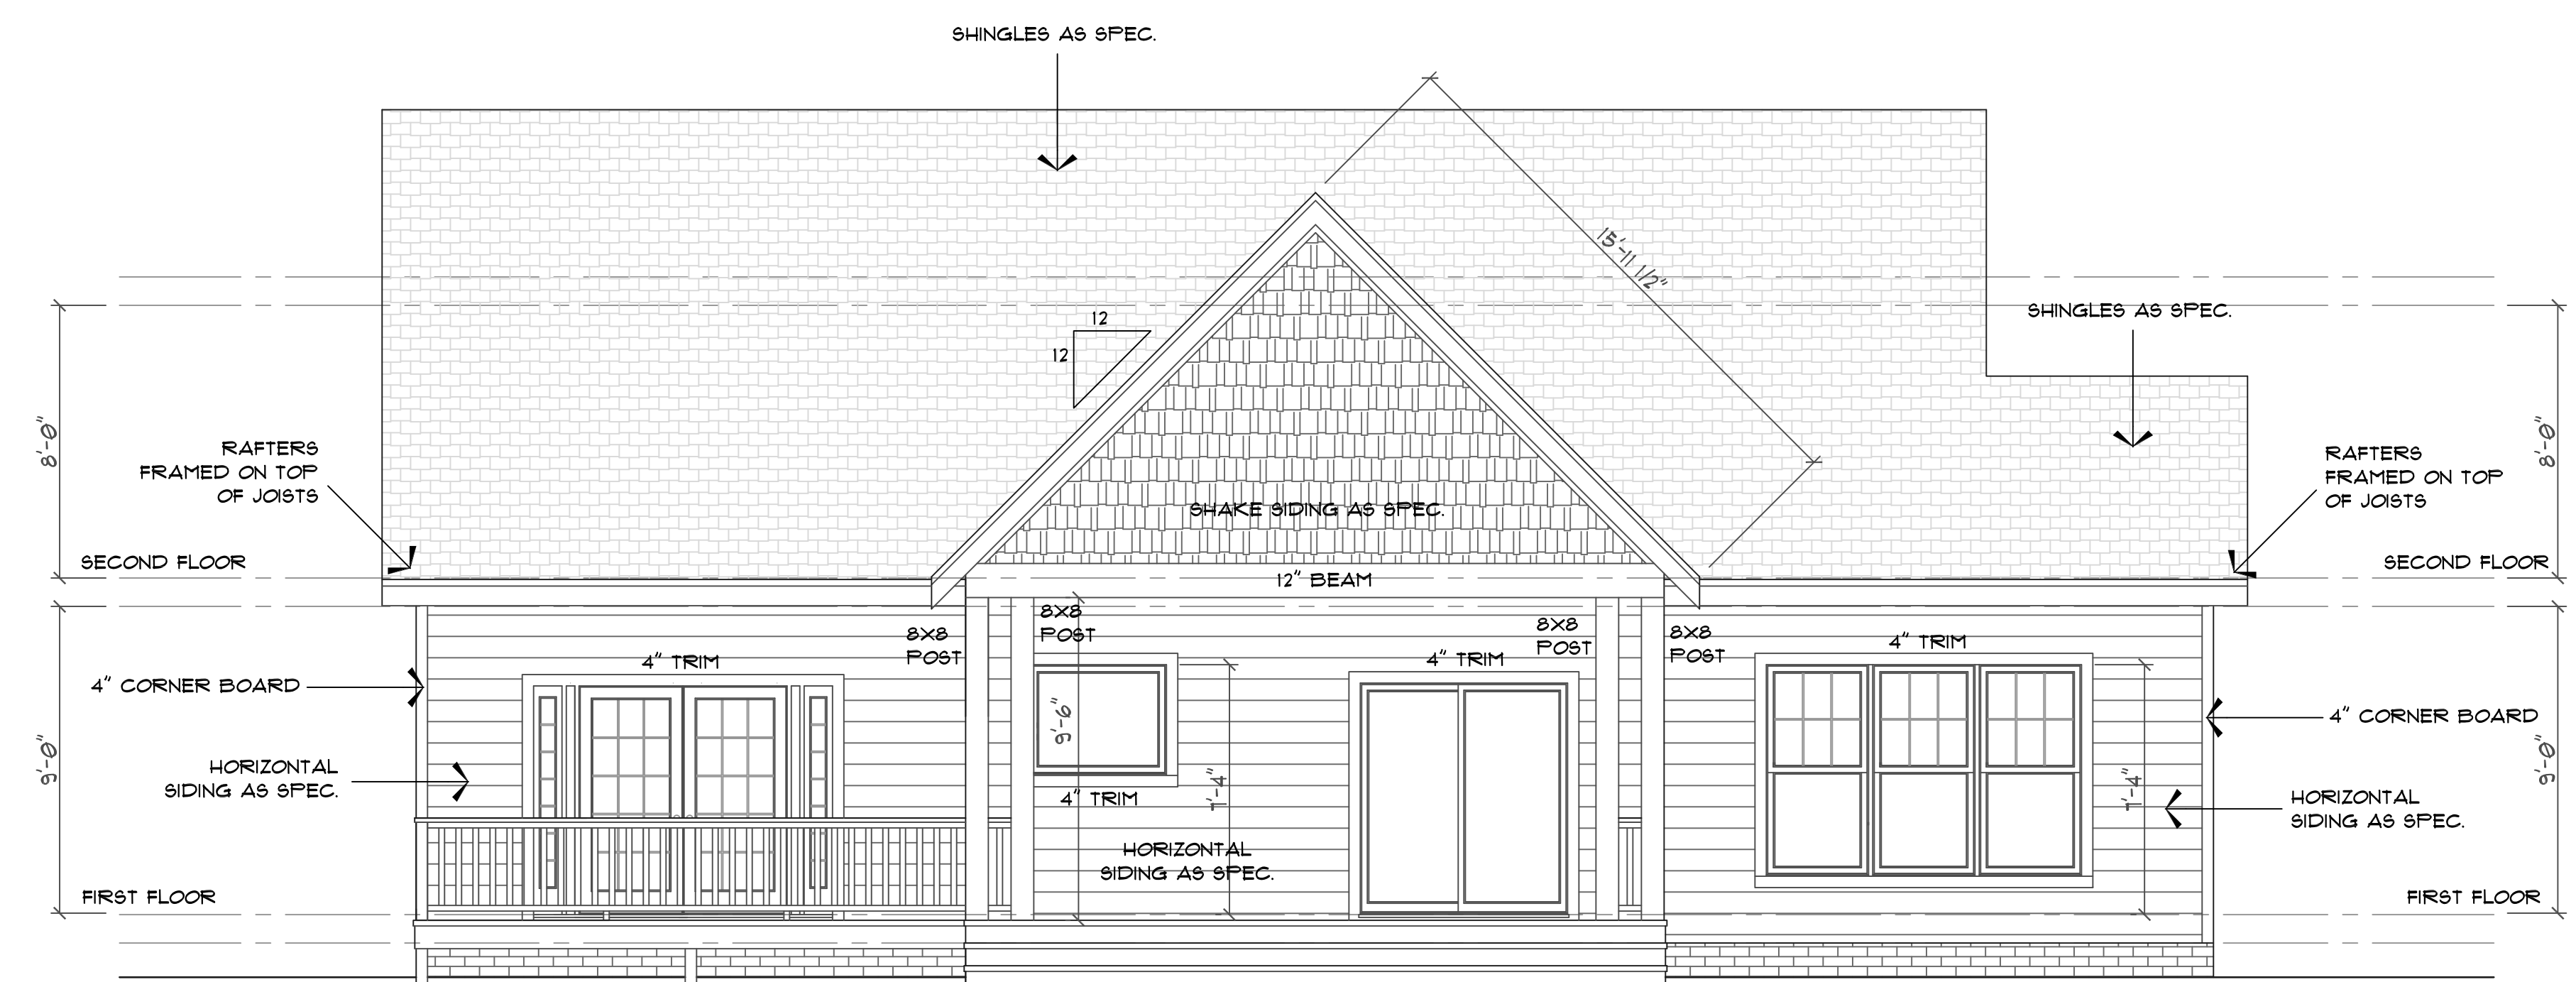 SHINGLES AS SPEC.
15'-11 1/2"
12
12
SHINGLES AS SPEC.
8'-0"
8'-0"
RAFTERS
FRAMED ON TOP
OF JOISTS
RAFTERS
FRAMED ON TOP
OF JOISTS
SHAKE SIDING AS SPEC.
SECOND FLOOR
SECOND FLOOR
12" BEAM
8X8
POST
8X8
POST
8X8
POST
8X8
POST
4" TRIM
4" TRIM
4" TRIM
4" CORNER BOARD
4" CORNER BOARD
9'-6"
9'-0"
9'-0"
HORIZONTAL
SIDING AS SPEC.
4" TRIM
7'-4"
7'-4"
HORIZONTAL
SIDING AS SPEC.
HORIZONTAL
SIDING AS SPEC.
FIRST FLOOR
FIRST FLOOR